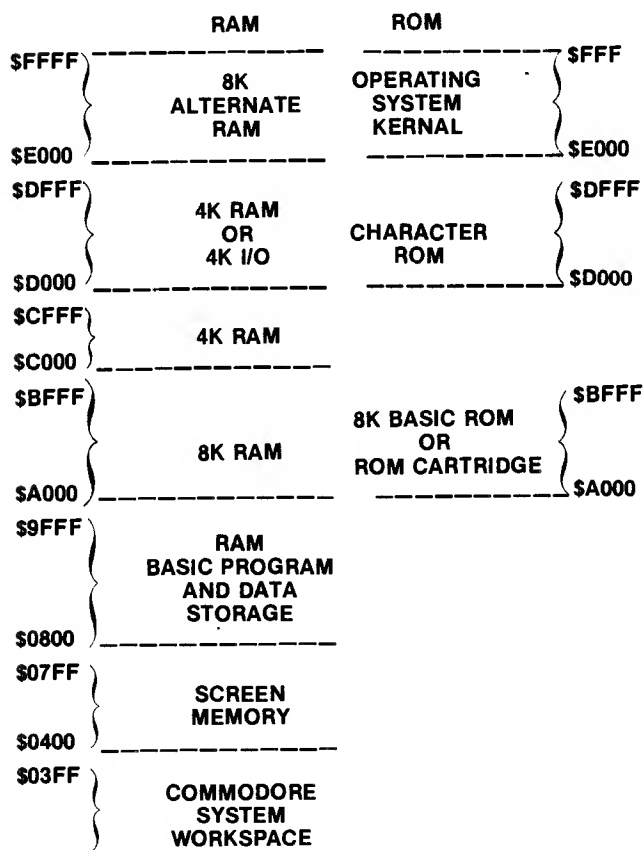 RAM ROM
$FFFF $FFF
8K OPERATING
ALTERNATE SYSTEM
RAM KERNAL
$E000 $E000
$DFFF $DFFF
4K RAM
OR CHARACTER
4K I/O ROM
$D000 $D000
$CFFF
4K RAM
$C000
$BFFF $BFFF
8K BASIC ROM
OR
8K RAM ROM CARTRIDGE
$A000 $A000
$9FFF
RAM
BASIC PROGRAM
AND DATA
STORAGE
$0800
$07FF
SCREEN
MEMORY
$0400
$03FF
COMMODORE
SYSTEM
WORKSPACE